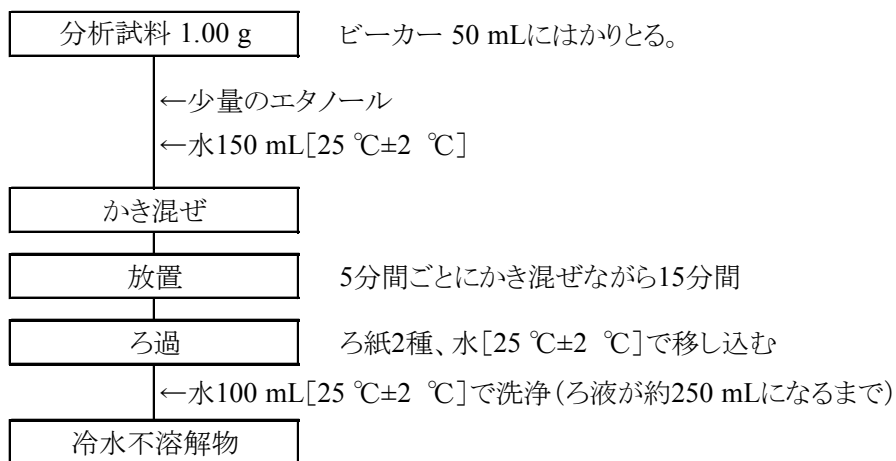 分析試料 1.00 g　ビーカー 50 mLにはかりとる。
←少量のエタノール
←水150 mL[25 ℃±2 ℃]
かき混ぜ
放置　5分間ごとにかき混ぜながら15分間
ろ過　ろ紙2種、水[25 ℃±2 ℃]で移し込む
←水100 mL[25 ℃±2 ℃]で洗浄(ろ液が約250 mLになるまで)
冷水不溶解物